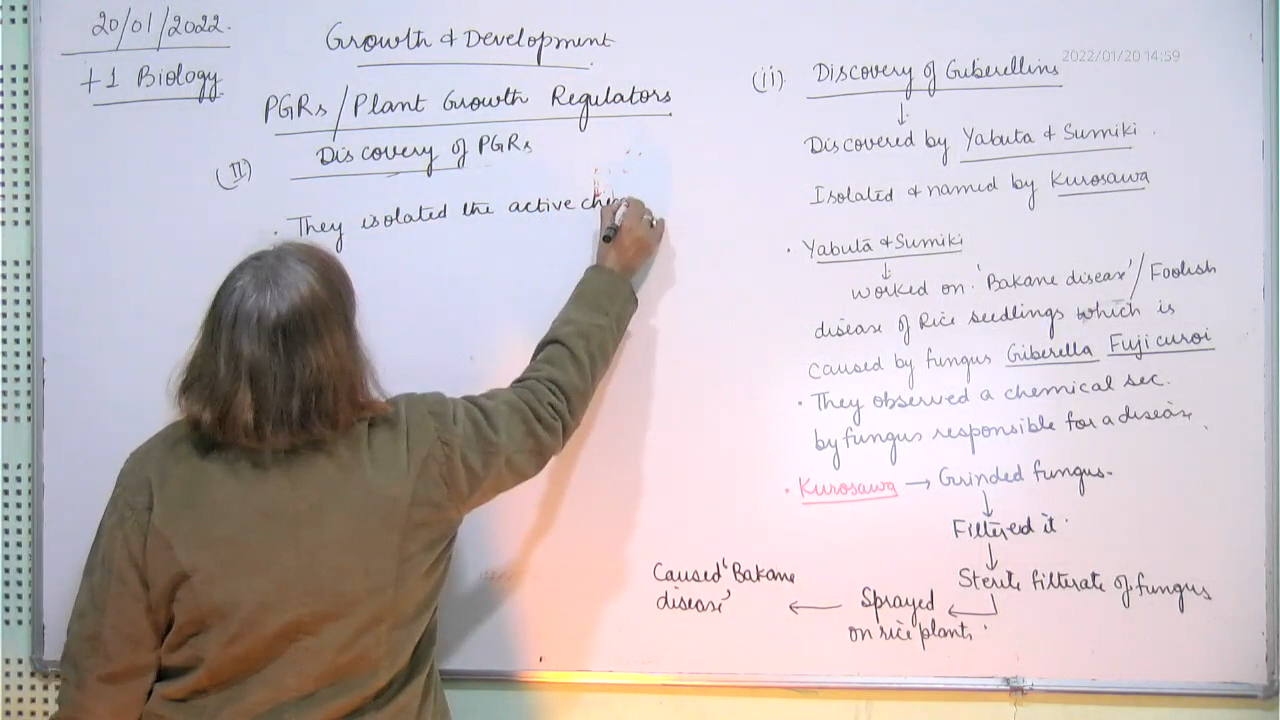 20/01/2022.
+1 Biology
Growth & Development
PGRs / Plant Growth Regulators
(II) Discovery of PGRs
. They isolated the active che
2022/01/20 14:59
(ii) Discovery of Guberellins
↓
Discovered by Yabuta & Sumiki.
Isolated & named by Kurosawa
. Yabuta & Sumiki
↓
worked on 'Bakane disease' / Foolish
disease of Rice seedlings which is
caused by fungus Giberella Fujicuroi
. They observed a chemical sec.
by fungus responsible for a disease
. Kurosawa → Grinded fungus.
↓
Filtered it.
↓
Sterite filterate of fungus
Sprayed
on rice plants.
Caused 'Bakane
disease'